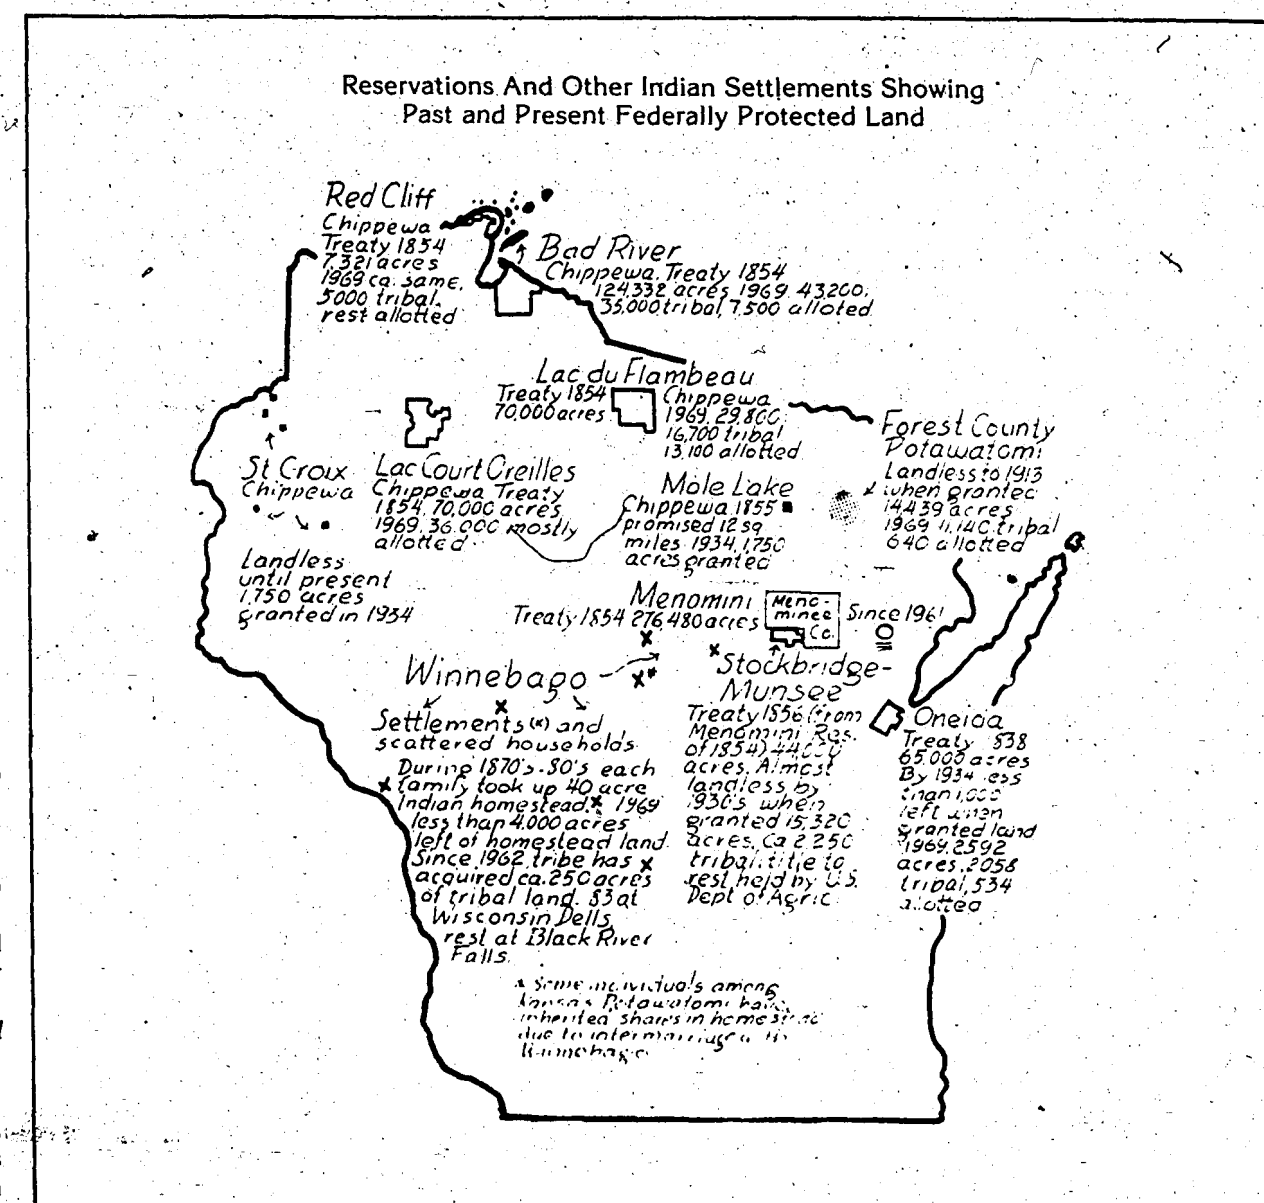 Reservations And Other Indian Settlements Showing
Past and Present Federally Protected Land
Red Cliff
Chippewa
Treaty 1854
7,321 acres
1969 ca. same,
5000 tribal,
rest allotted
Bad River
Chippewa, Treaty 1854
124,332 acres 1969. 43,200,
35,000 tribal, 7,500 alloted
Lac du Flambeau
Treaty 1854
70,000 acres
Chippewa
1969, 29,800,
16,700 tribal
13,100 allotted
Forest County
Potawatomi
Landless to 1913
when granted
14,439 acres
1969 11,140, tribal
640 allotted
St Croix
Chippewa
Landless
until present
1,750 acres
granted in 1934
Lac Court Oreilles
Chippewa Treaty
1854, 70,000 acres
1969, 36,000 mostly
allotted
Mole Lake
Chippewa 1855
promised 12 sq
miles 1934, 1,750
acres granted
Menomini
Treaty 1854 276,480 acres
Meno-
minee
Co.
Since 1961
Winnebago
Settlements (x) and
scattered households
During 1870's-80's each
family took up 40 acre
Indian homestead. 1969
less than 4,000 acres
left of homestead land
Since 1962 tribe has
acquired ca. 250 acres
of tribal land. 83 at
Wisconsin Dells,
rest at Black River
Falls.
Stockbridge-
Munsee
Treaty 1856 (from
Menomini Res.
of 1854)
acres. Almost
landless by
1930's when
granted 15,320
acres, Ca 2,250
tribal: title to
rest held by U.S.
Dept of Agric.
Oneida
Treaty 838
65,000 acres
By 1934 less
than 1,000
left when
granted land
1969, 2592
acres, 2058
tribal, 534
allotted
Some individuals among
Kansas Potawatomi have
inherited shares in homestead
due to intermarriage
Winnebago